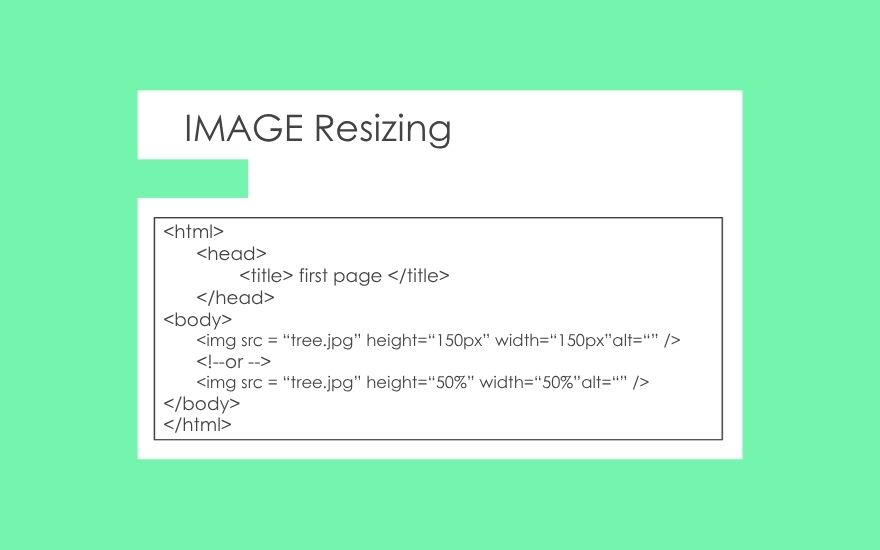 IMAGE Resizing
<html>
<head>
<title> first page </title>
</head>
<body>
<img src = “tree.jpg” height=“150px” width=“150px”alt=“” />
<!--or -->
<img src = “tree.jpg” height=“50%” width=“50%”alt=“” />
</body>
</html>